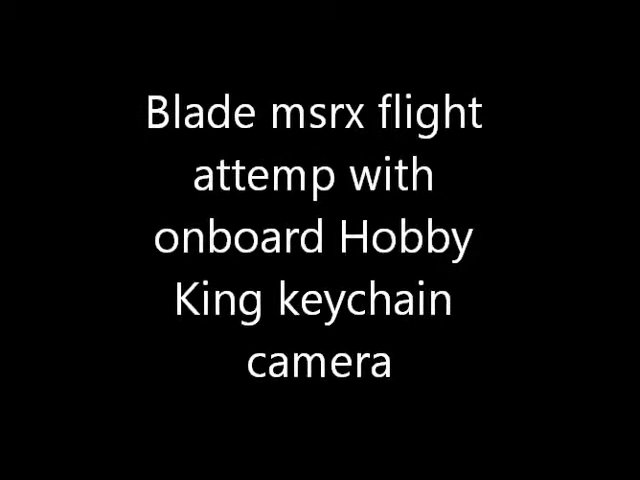 Blade msrx flight
attemp with
onboard Hobby
King keychain
camera